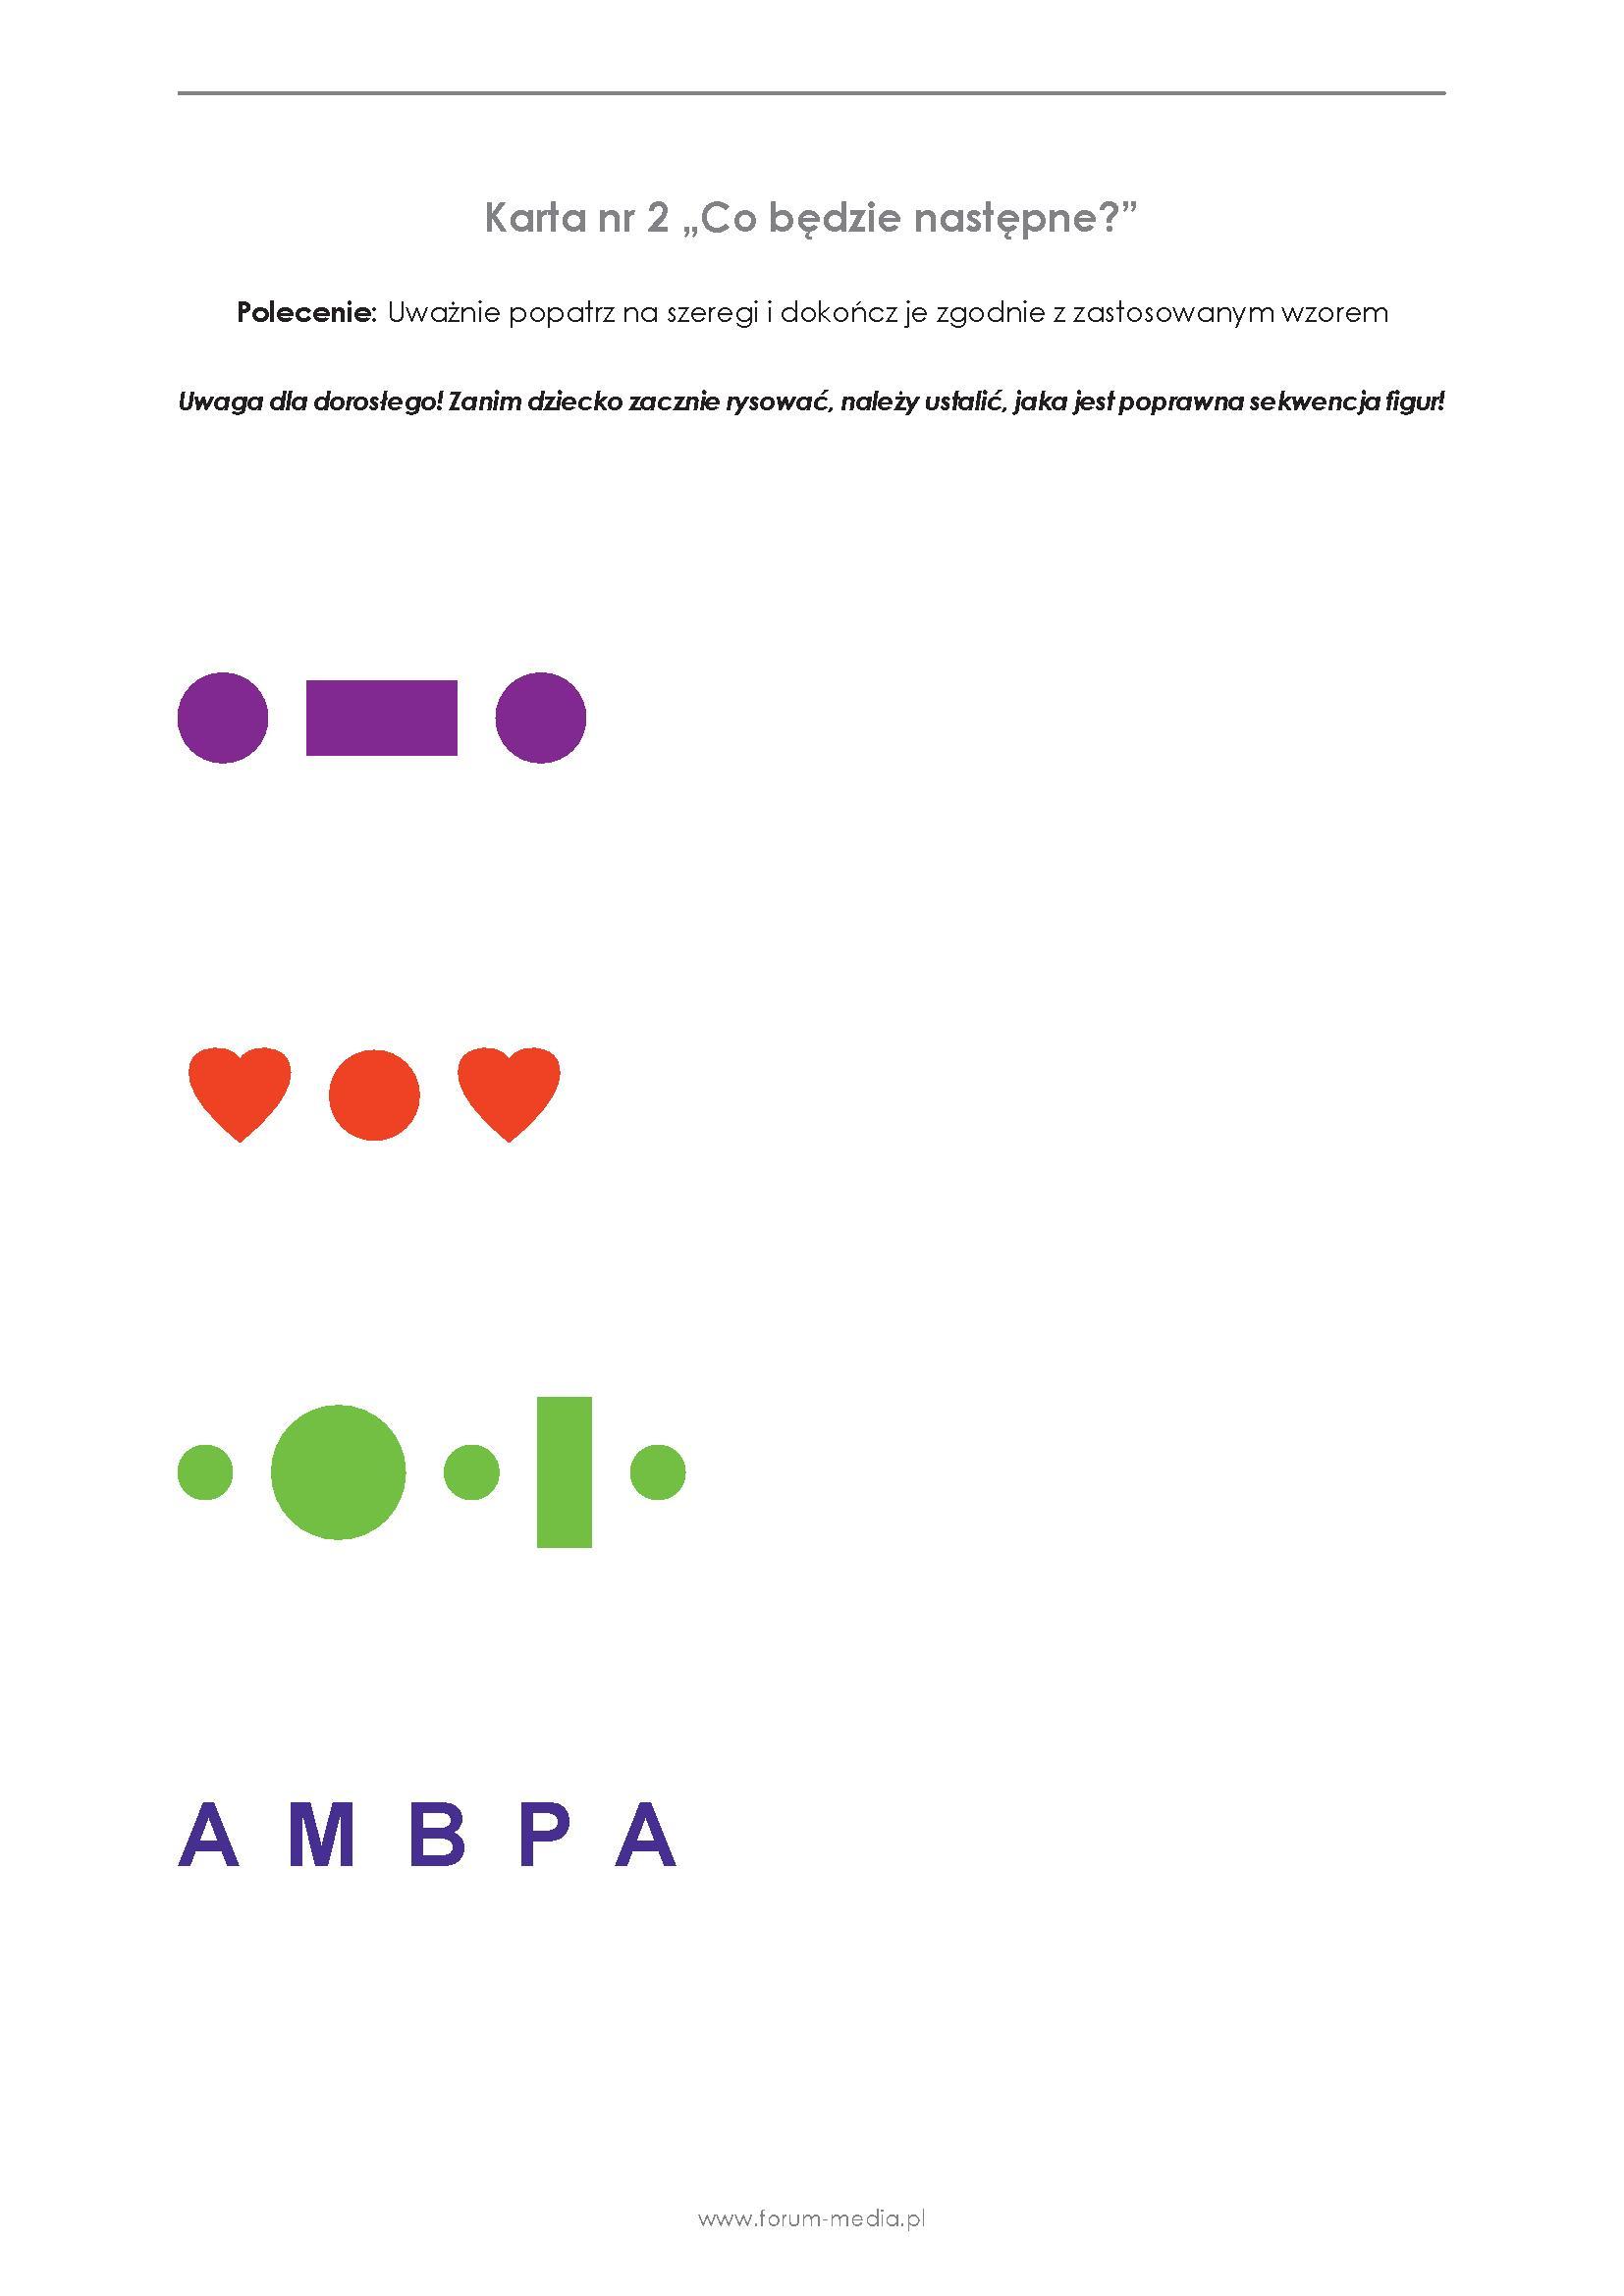 Karta nr 2 „Co będzie następne?”
Polecenie: Uważnie popatrz na szeregi i dokończ je zgodnie z zastosowanym wzorem
Uwaga dla dorosłego! Zanim dziecko zacznie rysować, należy ustalić, jaka jest poprawna sekwencja figur!
A M B P A
www.forum-media.pl